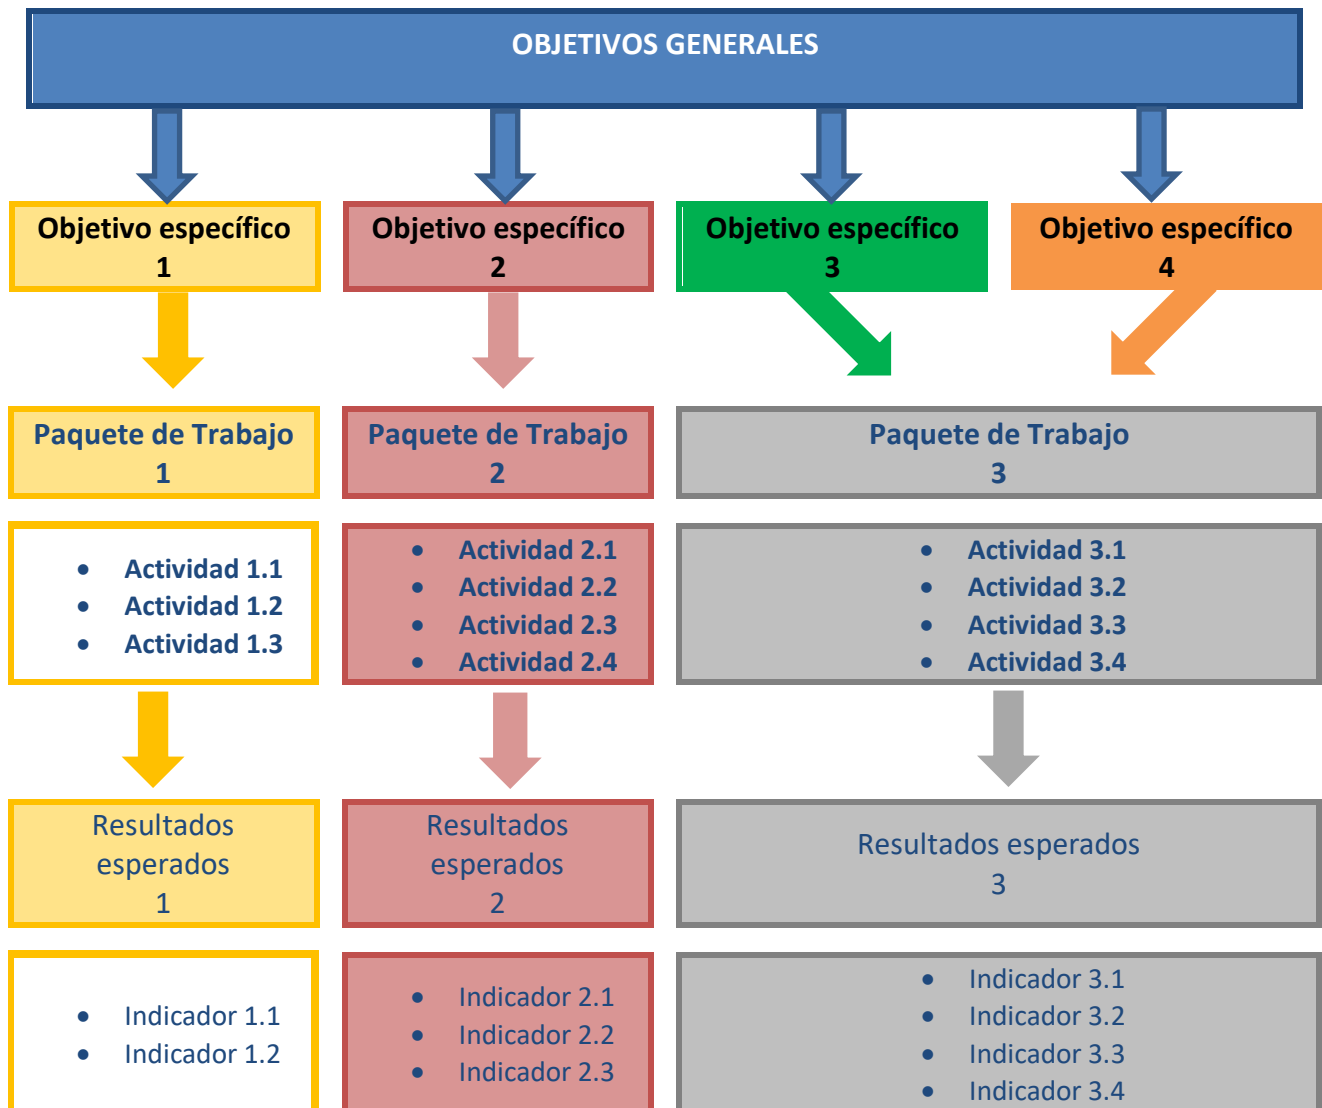 OBJETIVOS GENERALES
Objetivo específico
1
Objetivo específico
2
Objetivo específico
3
Objetivo específico
4
Paquete de Trabajo
1
Paquete de Trabajo
2
Paquete de Trabajo
3
• Actividad 1.1
• Actividad 1.2
• Actividad 1.3
• Actividad 2.1
• Actividad 2.2
• Actividad 2.3
• Actividad 2.4
• Actividad 3.1
• Actividad 3.2
• Actividad 3.3
• Actividad 3.4
Resultados
esperados
1
Resultados
esperados
2
Resultados esperados
3
• Indicador 1.1
• Indicador 1.2
• Indicador 2.1
• Indicador 2.2
• Indicador 2.3
• Indicador 3.1
• Indicador 3.2
• Indicador 3.3
• Indicador 3.4